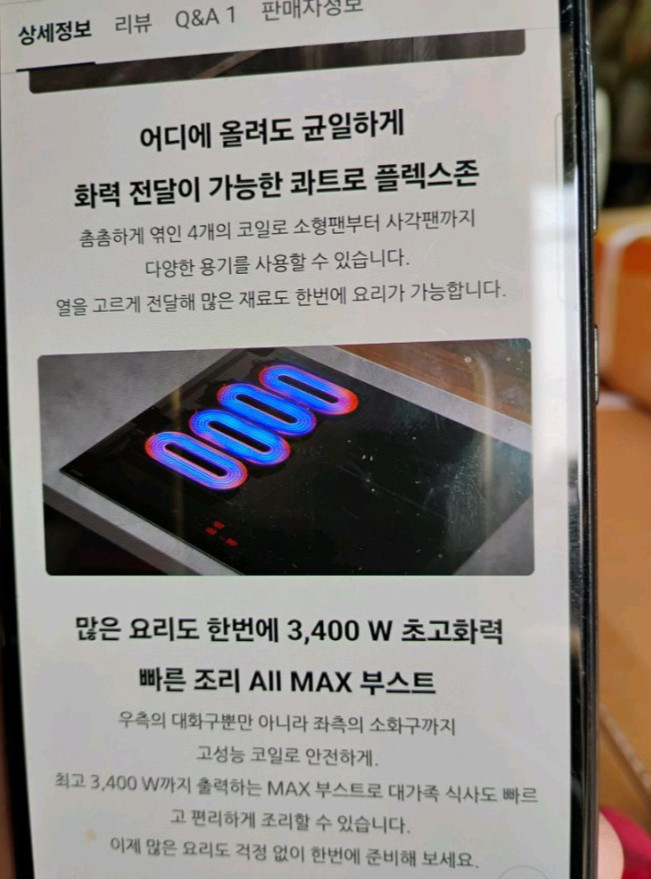 상세정보 리뷰 Q&A 1 판매자정보
어디에 올려도 균일하게
화력 전달이 가능한 콰트로 플렉스존
촘촘하게 엮인 4개의 코일로 소형팬부터 사각팬까지
다양한 용기를 사용할 수 있습니다.
열을 고르게 전달해 많은 재료도 한번에 요리가 가능합니다.
많은 요리도 한번에 3,400 W 초고화력
빠른 조리 All MAX 부스트
우측의 대화구뿐만 아니라 좌측의 소화구까지
고성능 코일로 안전하게.
최고 3,400 W까지 출력하는 MAX 부스트로 대가족 식사도 빠르
고 편리하게 조리할 수 있습니다.
이제 많은 요리도 걱정 없이 한번에 준비해 보세요.